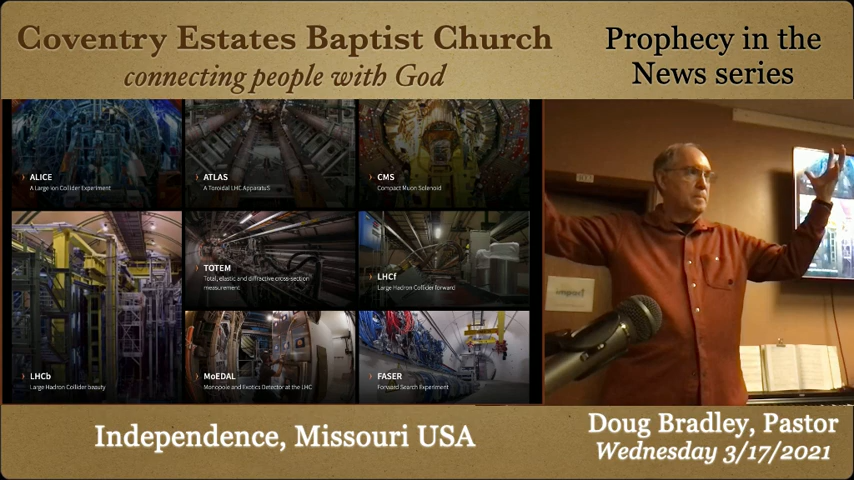 Coventry Estates Baptist Church
connecting people with God
Prophecy in the
News series
ALICE
A Large Ion Collider Experiment
ATLAS
A Toroidal LHC ApparatuS
CMS
Compact Muon Solenoid
TOTEM
Total, elastic and diffractive cross-section
measurement
LHCf
Large Hadron Collider forward
LHCb
Large Hadron Collider beauty
MoEDAL
Monopole and Exotics Detector at the LHC
FASER
Forward Search Experiment
Independence, Missouri USA
Doug Bradley, Pastor
Wednesday 3/17/2021